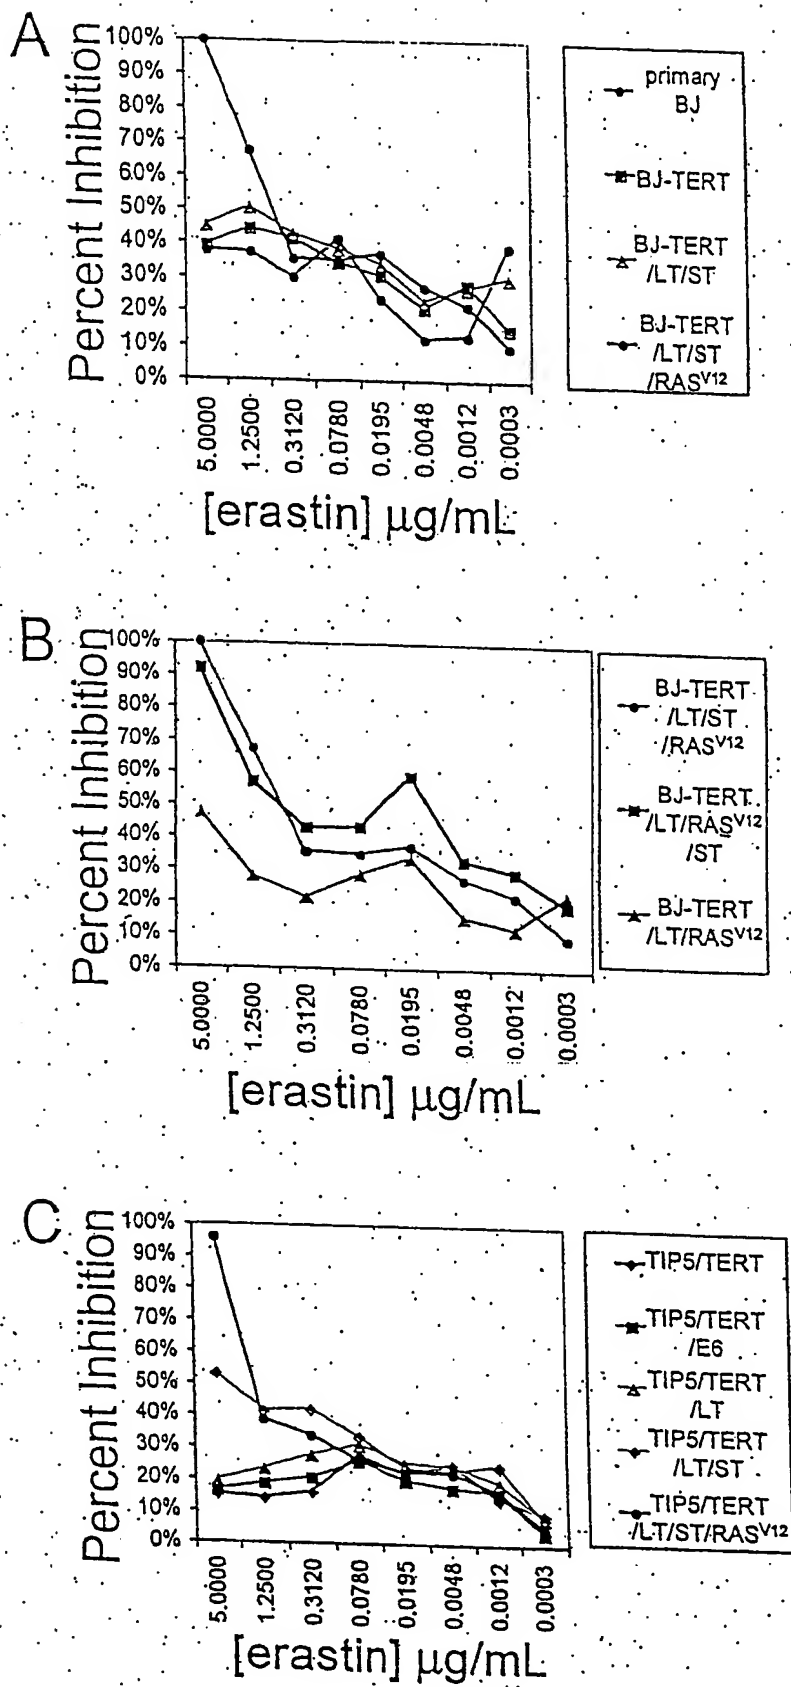 A
Percent Inhibition
100%
90%
80%
70%
60%
50%
40%
30%
20%
10%
0%
5.0000
1.2500
0.3120
0.0780
0.0195
0.0048
0.0012
0.0003
[erastin] µg/mL
primary
BJ
BJ-TERT
BJ-TERT
/LT/ST
BJ-TERT
/LT/ST
/RASV12
B
Percent Inhibition
100%
90%
80%
70%
60%
50%
40%
30%
20%
10%
0%
5.0000
1.2500
0.3120
0.0780
0.0195
0.0048
0.0012
0.0003
[erastin] µg/mL
BJ-TERT
/LT/ST
/RASV12
BJ-TERT
/LT/RASV12
/ST
BJ-TERT
/LT/RASV12
C
Percent Inhibition
100%
90%
80%
70%
60%
50%
40%
30%
20%
10%
0%
5.0000
1.2500
0.3120
0.0780
0.0195
0.0048
0.0012
0.0003
[erastin] µg/mL
TIP5/TERT
TIP5/TERT
/E6
TIP5/TERT
/LT
TIP5/TERT
/LT/ST
TIP5/TERT
/LT/ST/RASV12